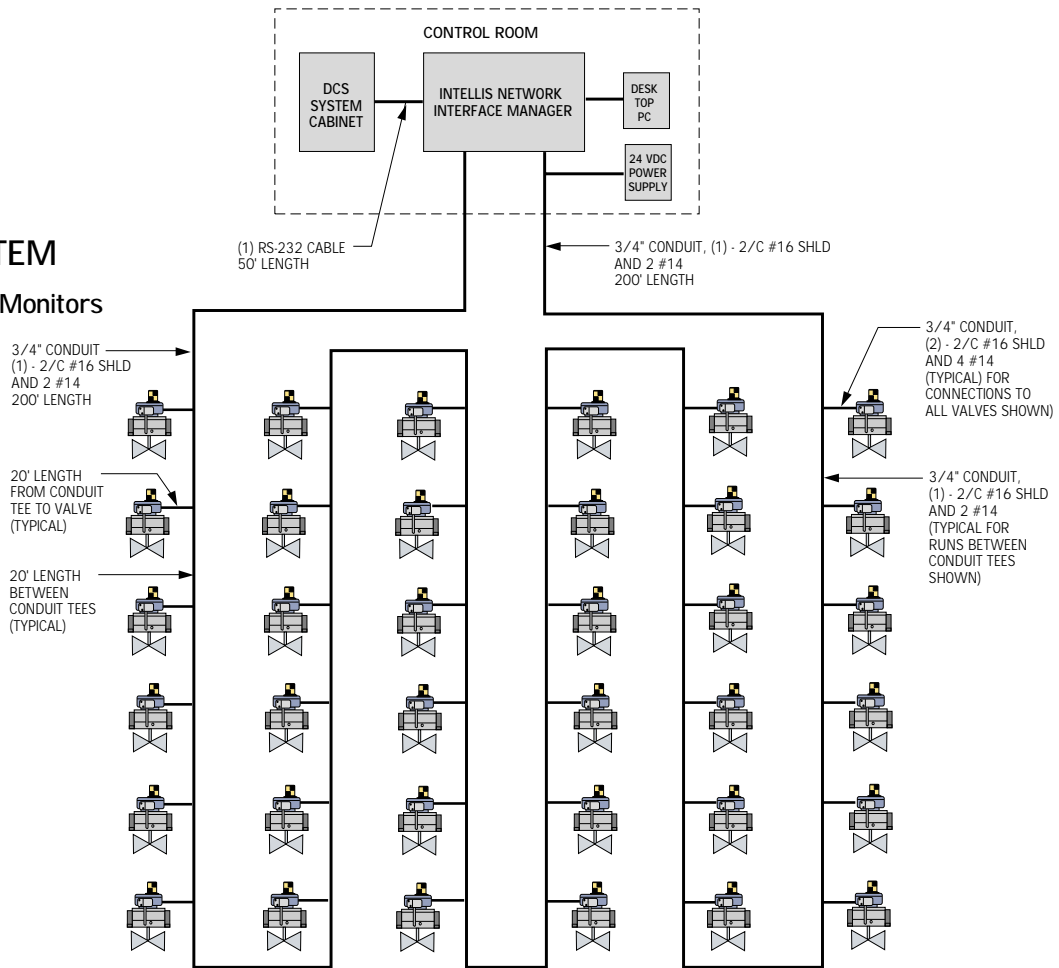 CONTROL ROOM
DCS
SYSTEM
CABINET
INTELLIS NETWORK
INTERFACE MANAGER
DESK
TOP
PC
24 VDC
POWER
SUPPLY
TEM
Monitors
(1) RS-232 CABLE
50' LENGTH
3/4" CONDUIT, (1) - 2/C #16 SHLD
AND 2 #14
200' LENGTH
3/4" CONDUIT
(1) - 2/C #16 SHLD
AND 2 #14
200' LENGTH
3/4" CONDUIT,
(2) - 2/C #16 SHLD
AND 4 #14
(TYPICAL) FOR
CONNECTIONS TO
ALL VALVES SHOWN)
20' LENGTH
FROM CONDUIT
TEE TO VALVE
(TYPICAL)
3/4" CONDUIT,
(1) - 2/C #16 SHLD
AND 2 #14
(TYPICAL FOR
RUNS BETWEEN
CONDUIT TEES
SHOWN)
20' LENGTH
BETWEEN
CONDUIT TEES
(TYPICAL)